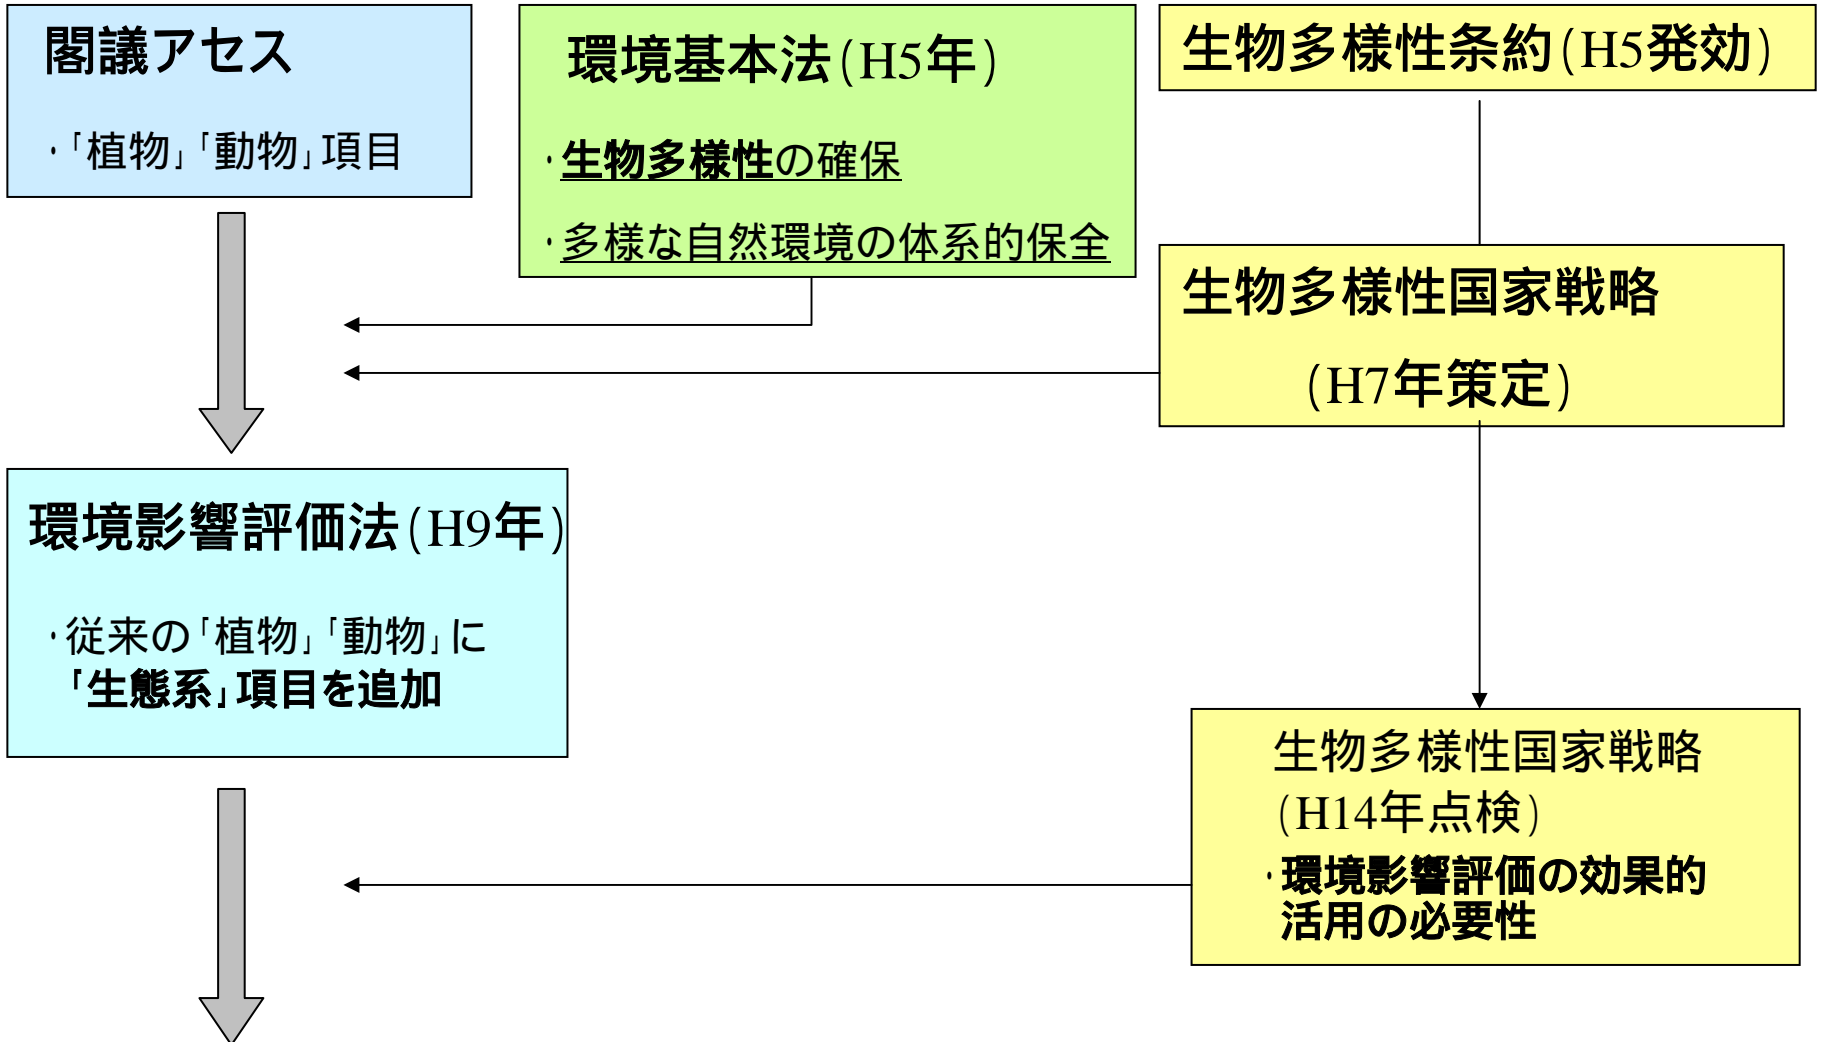 閣議アセス
・「植物」「動物」項目
環境基本法(H5年)
・生物多様性の確保
・多様な自然環境の体系的保全
生物多様性条約(H5発効)
生物多様性国家戦略
(H7年策定)
環境影響評価法(H9年)
・従来の「植物」「動物」に
「生態系」項目を追加
生物多様性国家戦略
(H14年点検)
・環境影響評価の効果的
活用の必要性